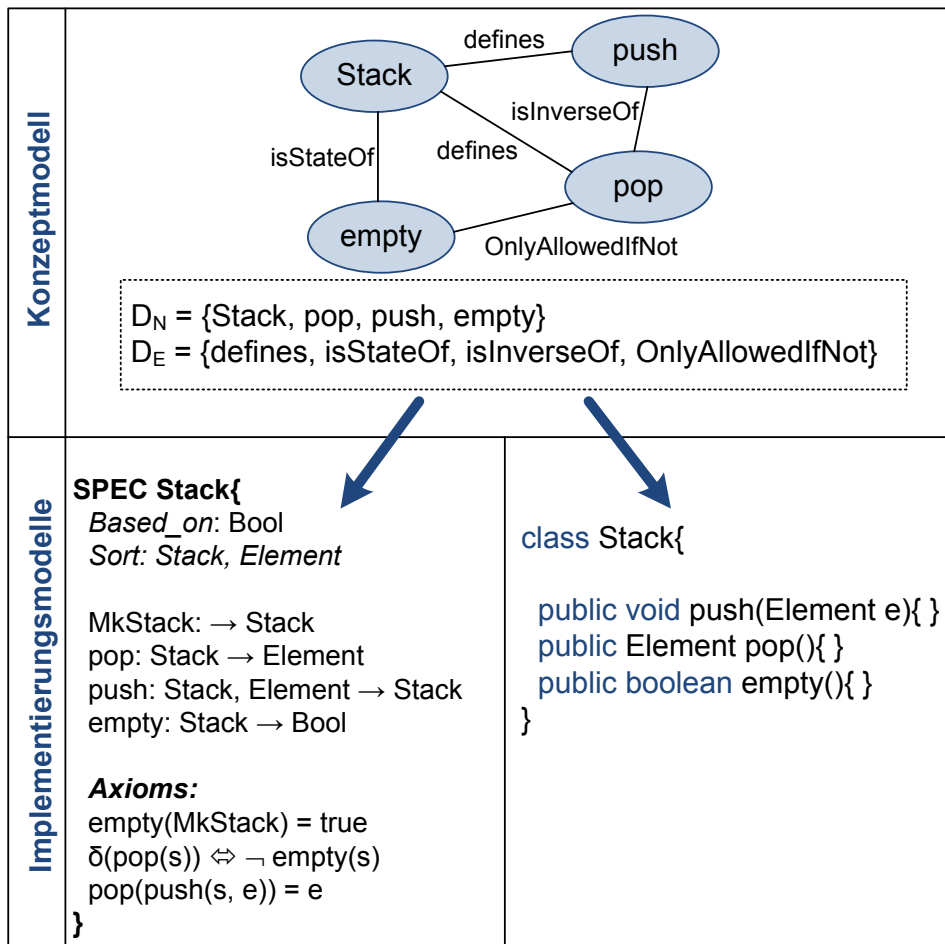 Konzeptmodell
defines
push
Stack
isInverseOf
isStateOf
defines
pop
empty
OnlyAllowedIfNot
D_N = {Stack, pop, push, empty}
D_E = {defines, isStateOf, isInverseOf, OnlyAllowedIfNot}
Implementierungsmodelle
SPEC Stack{
Based_on: Bool
Sort: Stack, Element
MkStack: → Stack
pop: Stack → Element
push: Stack, Element → Stack
empty: Stack → Bool
Axioms:
empty(MkStack) = true
δ(pop(s)) ⇔ ¬ empty(s)
pop(push(s, e)) = e
}
class Stack{
public void push(Element e){ }
public Element pop(){ }
public boolean empty(){ }
}